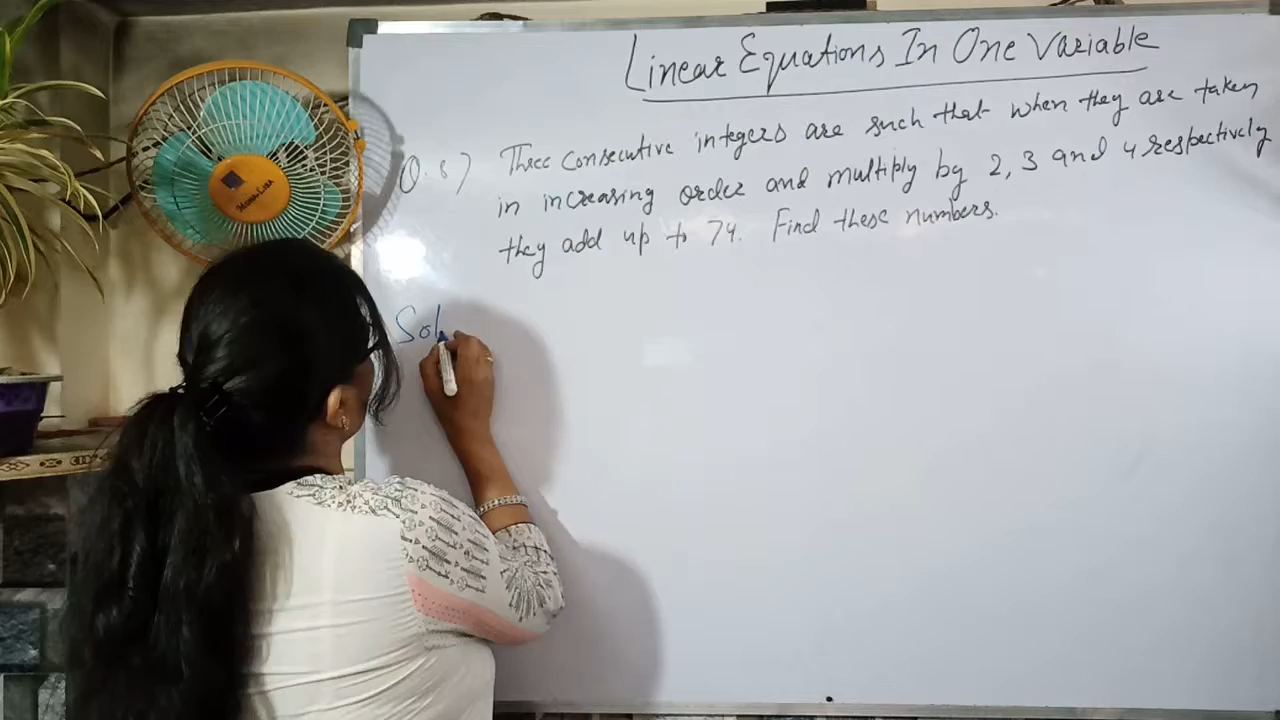 Linear Equations In One Variable
Q.8) Three consecutive integers are such that when they are taken
in increasing order and multiply by 2, 3 and 4 respectively
they add up to 74. Find these numbers.
Sol